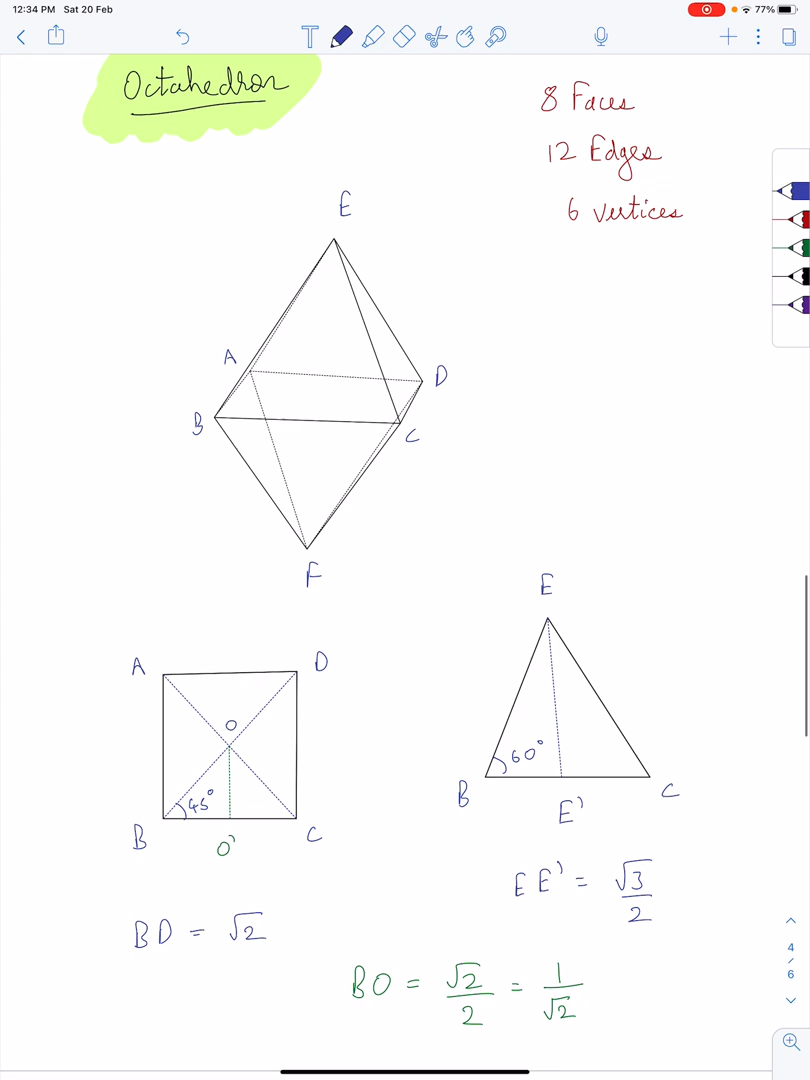 12:34 PM Sat 20 Feb
77%
T
Octahedron
8 Faces
12 Edges
6 vertices
E
A
D
B
C
F
E
A
D
O
60°
45°
B
C
B
C
E'
O'
EE' = √3/2
BD = √2
BO = √2/2 = 1/√2
4
/
6